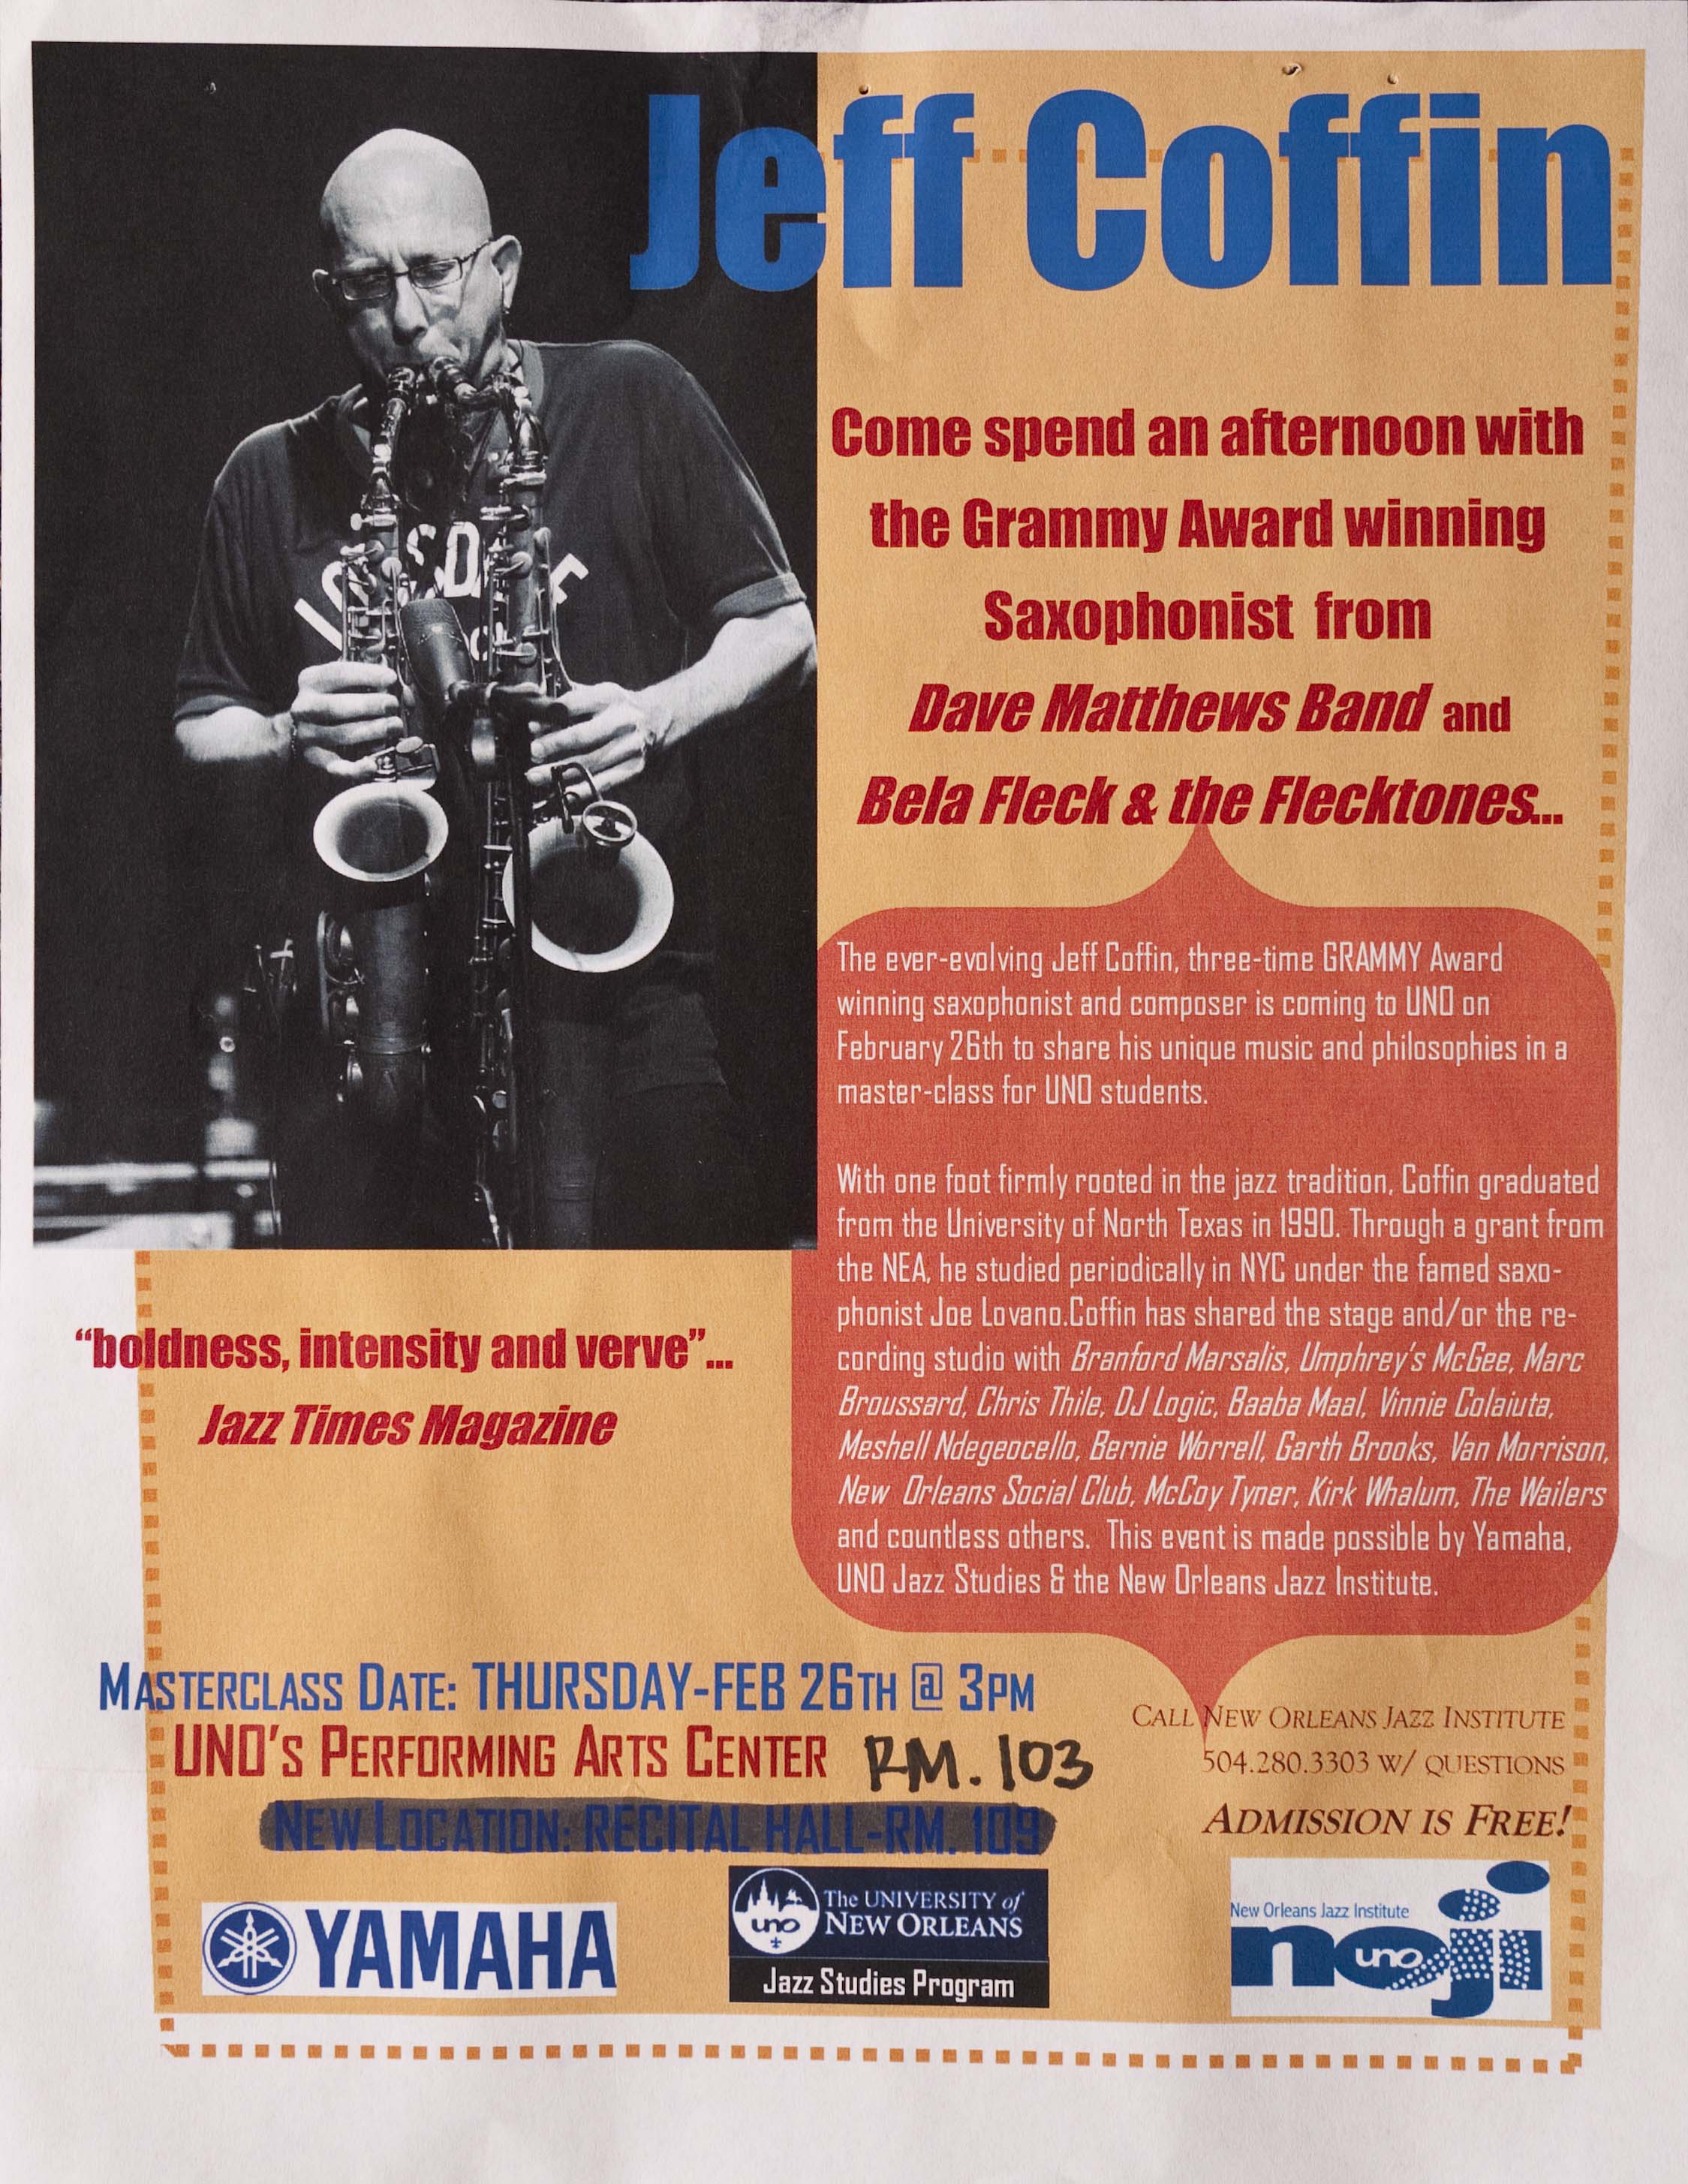 Jeff Coffin
Come spend an afternoon with
the Grammy Award winning
Saxophonist from
Dave Matthews Band and
Bela Fleck & the Flecktones...
The ever-evolving Jeff Coffin, three-time GRAMMY Award
winning saxophonist and composer is coming to UNO on
February 26th to share his unique music and philosophies in a
master-class for UNO students.
With one foot firmly rooted in the jazz tradition, Coffin graduated
from the University of North Texas in 1990. Through a grant from
the NEA, he studied periodically in NYC under the famed saxo-
phonist Joe Lovano.Coffin has shared the stage and/or the re-
cording studio with Branford Marsalis, Umphrey's McGee, Marc
Broussard, Chris Thile, DJ Logic, Baaba Maal, Vinnie Colaiuta,
Meshell Ndegeocello, Bernie Worrell, Garth Brooks, Van Morrison,
New Orleans Social Club, McCoy Tyner, Kirk Whalum, The Wailers
and countless others. This event is made possible by Yamaha,
UNO Jazz Studies & the New Orleans Jazz Institute.
“boldness, intensity and verve”...
Jazz Times Magazine
MASTERCLASS DATE: THURSDAY-FEB 26TH @ 3PM
UNO'S PERFORMING ARTS CENTER RM. 103
NEW LOCATION: RECITAL HALL-RM. 109
CALL NEW ORLEANS JAZZ INSTITUTE
504.280.3303 W/ QUESTIONS
ADMISSION IS FREE!
YAMAHA
uno
The UNIVERSITY of
NEW ORLEANS
Jazz Studies Program
New Orleans Jazz Institute
noji
uno